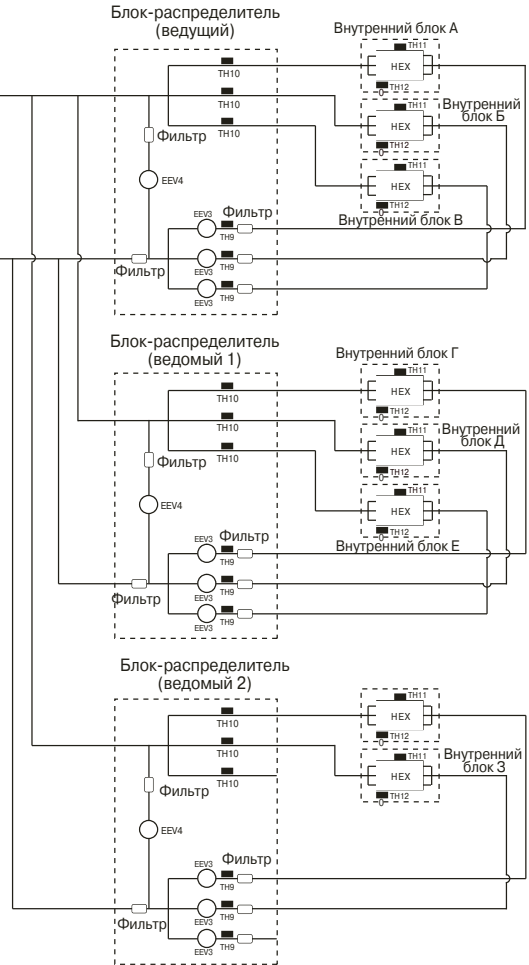 Блок-распределитель
(ведущий)
Внутренний блок А
TH11
HEX
TH12
TH10
TH11
Внутренний
блок Б
HEX
TH12
TH10
TH10
Фильтр
TH11
HEX
TH12
EEV4
Внутренний блок В
EEV3
Фильтр
TH9
Фильтр
EEV3
TH9
EEV3
TH9
Блок-распределитель
(ведомый 1)
Внутренний блок Г
TH11
HEX
TH12
TH10
TH11
Внутренний
блок Д
HEX
TH12
TH10
TH10
Фильтр
TH11
HEX
TH12
EEV4
Внутренний блок Е
EEV3
Фильтр
TH9
Фильтр
EEV3
TH9
EEV3
TH9
Блок-распределитель
(ведомый 2)
TH11
HEX
TH12
TH10
TH11
Внутренний
блок З
HEX
TH12
TH10
TH10
Фильтр
EEV4
EEV3
Фильтр
TH9
Фильтр
EEV3
TH9
EEV3
TH9